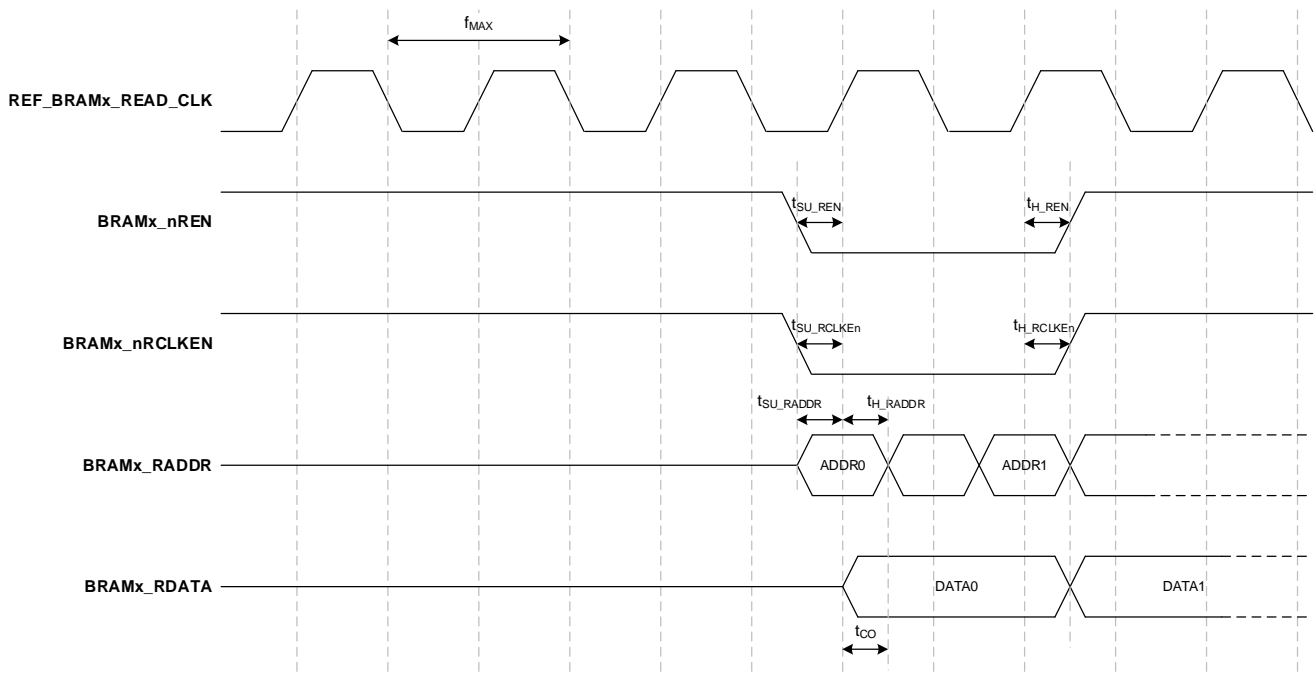 fMAX
REF_BRAMx_READ_CLK
tSU_REN
tH_REN
BRAMx_nREN
tSU_RCLKEn
tH_RCLKEn
BRAMx_nRCLKEN
tSU_RADDR
tH_RADDR
BRAMx_RADDR
ADDR0
ADDR1
BRAMx_RDATA
DATA0
DATA1
tCO